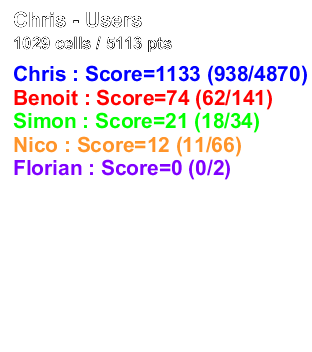 Chris - Users
1029 cells / 5113 pts
Chris : Score=1133 (938/4870)
Benoit : Score=74 (62/141)
Simon : Score=21 (18/34)
Nico : Score=12 (11/66)
Florian : Score=0 (0/2)